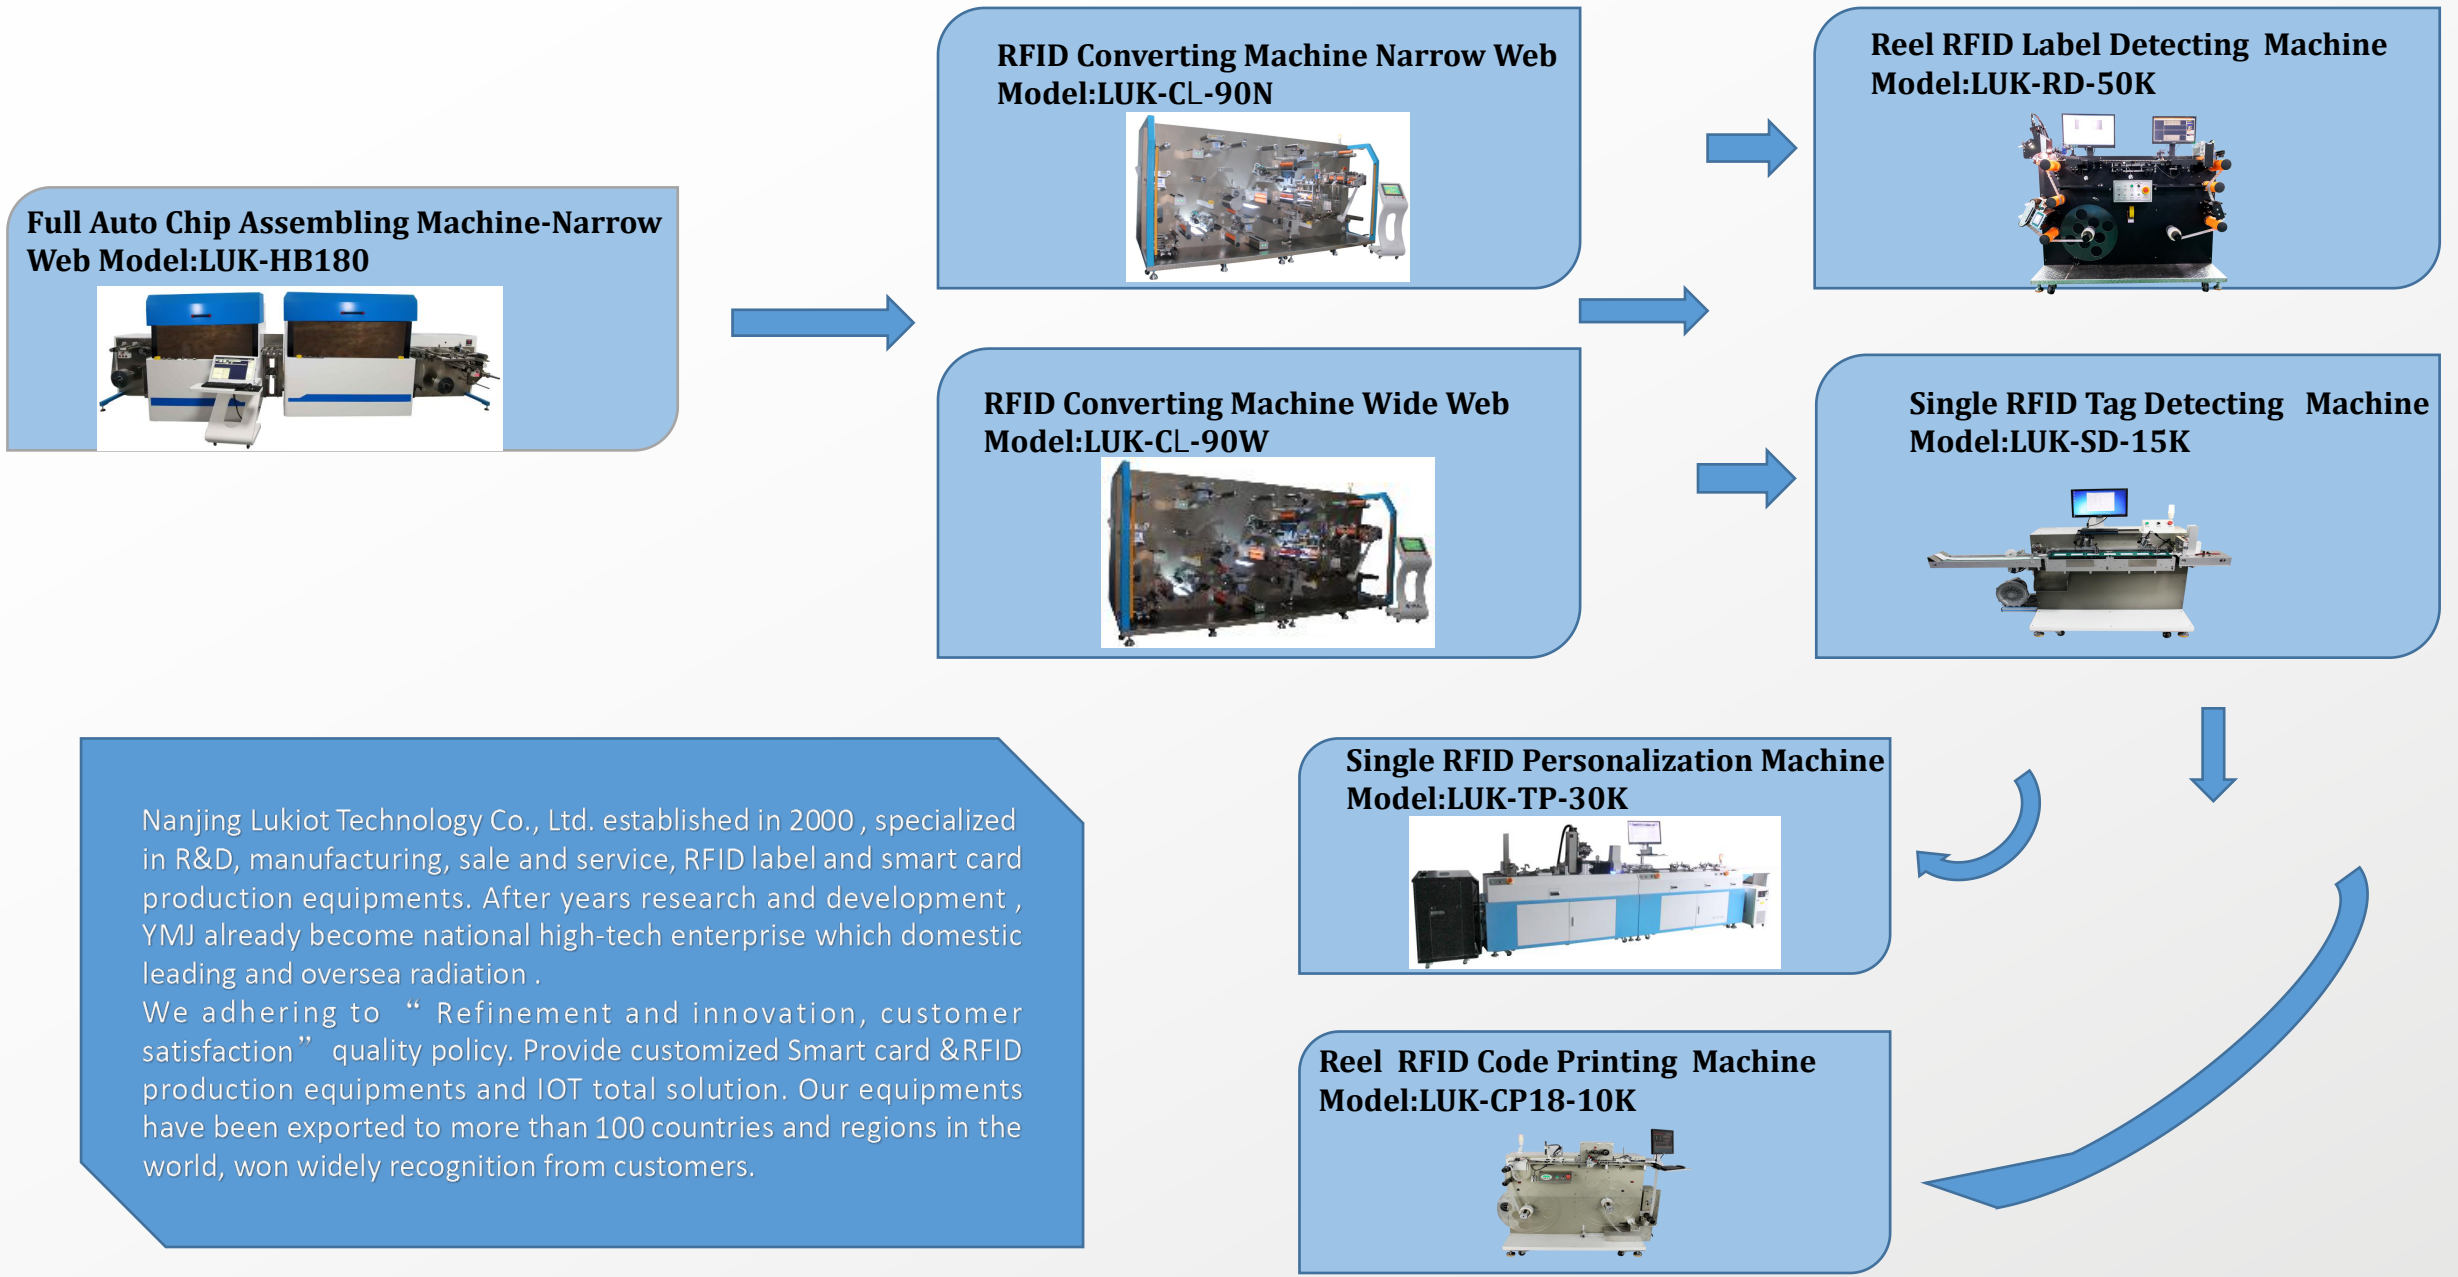 Full Auto Chip Assembling Machine-Narrow
Web Model:LUK-HB180
RFID Converting Machine Narrow Web
Model:LUK-CL-90N
RFID Converting Machine Wide Web
Model:LUK-CL-90W
Reel RFID Label Detecting Machine
Model:LUK-RD-50K
Single RFID Tag Detecting Machine
Model:LUK-SD-15K
Single RFID Personalization Machine
Model:LUK-TP-30K
Reel RFID Code Printing Machine
Model:LUK-CP18-10K
Nanjing Lukiot Technology Co., Ltd. established in 2000 , specialized
in R&D, manufacturing, sale and service, RFID label and smart card
production equipments. After years research and development ,
YMJ already become national high-tech enterprise which domestic
leading and oversea radiation .
We adhering to “ Refinement and innovation, customer
satisfaction” quality policy. Provide customized Smart card &RFID
production equipments and IOT total solution. Our equipments
have been exported to more than 100 countries and regions in the
world, won widely recognition from customers.